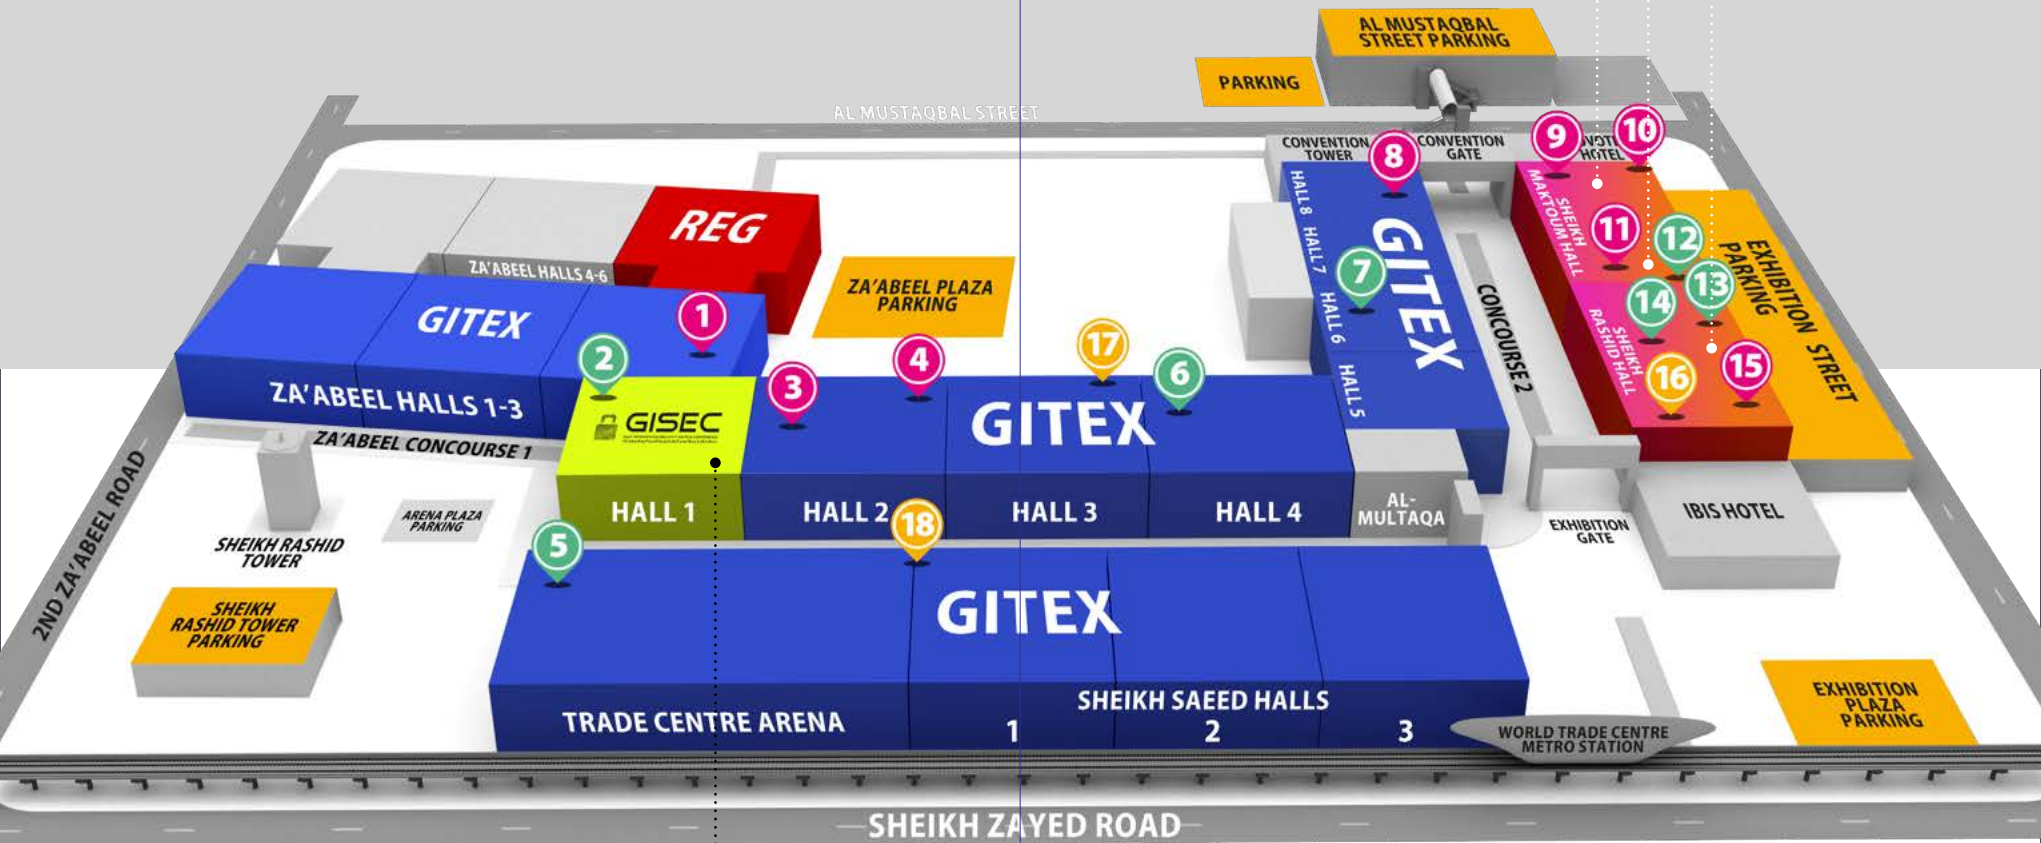 AL MUSTAQBAL
STREET PARKING
PARKING
AL MUSTAQBAL STREET
CONVENTION
TOWER
8
CONVENTION
GATE
9
10
HOTEL
REG
ZA'ABEEL HALLS 4-6
ZA'ABEEL PLAZA
PARKING
HALL 8
HALL 7
HALL 6
HALL 5
GITEX
7
CONCOURSE 2
SHEIKH
MAKTOUM HALL
11
12
13
14
SHEIKH
RASHID HALL
15
16
EXHIBITION STREET
PARKING
GITEX
1
ZA'ABEEL HALLS 1-3
ZA'ABEEL CONCOURSE 1
2
GISEC
HALL 1
3
4
17
6
GITEX
HALL 2
18
HALL 3
HALL 4
AL-
MULTAQA
EXHIBITION
GATE
IBIS HOTEL
2ND ZA'ABEEL ROAD
ARENA PLAZA
PARKING
SHEIKH RASHID
TOWER
SHEIKH
RASHID TOWER
PARKING
5
GITEX
TRADE CENTRE ARENA
SHEIKH SAEED HALLS
1
2
3
WORLD TRADE CENTRE
METRO STATION
EXHIBITION
PLAZA
PARKING
SHEIKH ZAYED ROAD